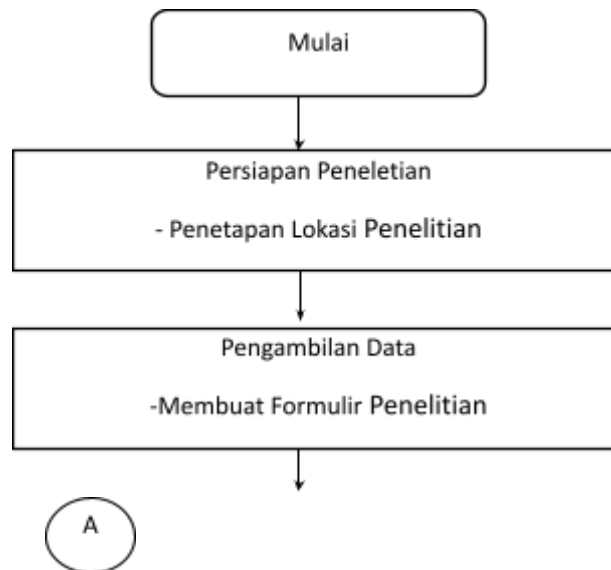 Mulai
Persiapan Peneletian
- Penetapan Lokasi Penelitian
Pengambilan Data
-Membuat Formulir Penelitian
A